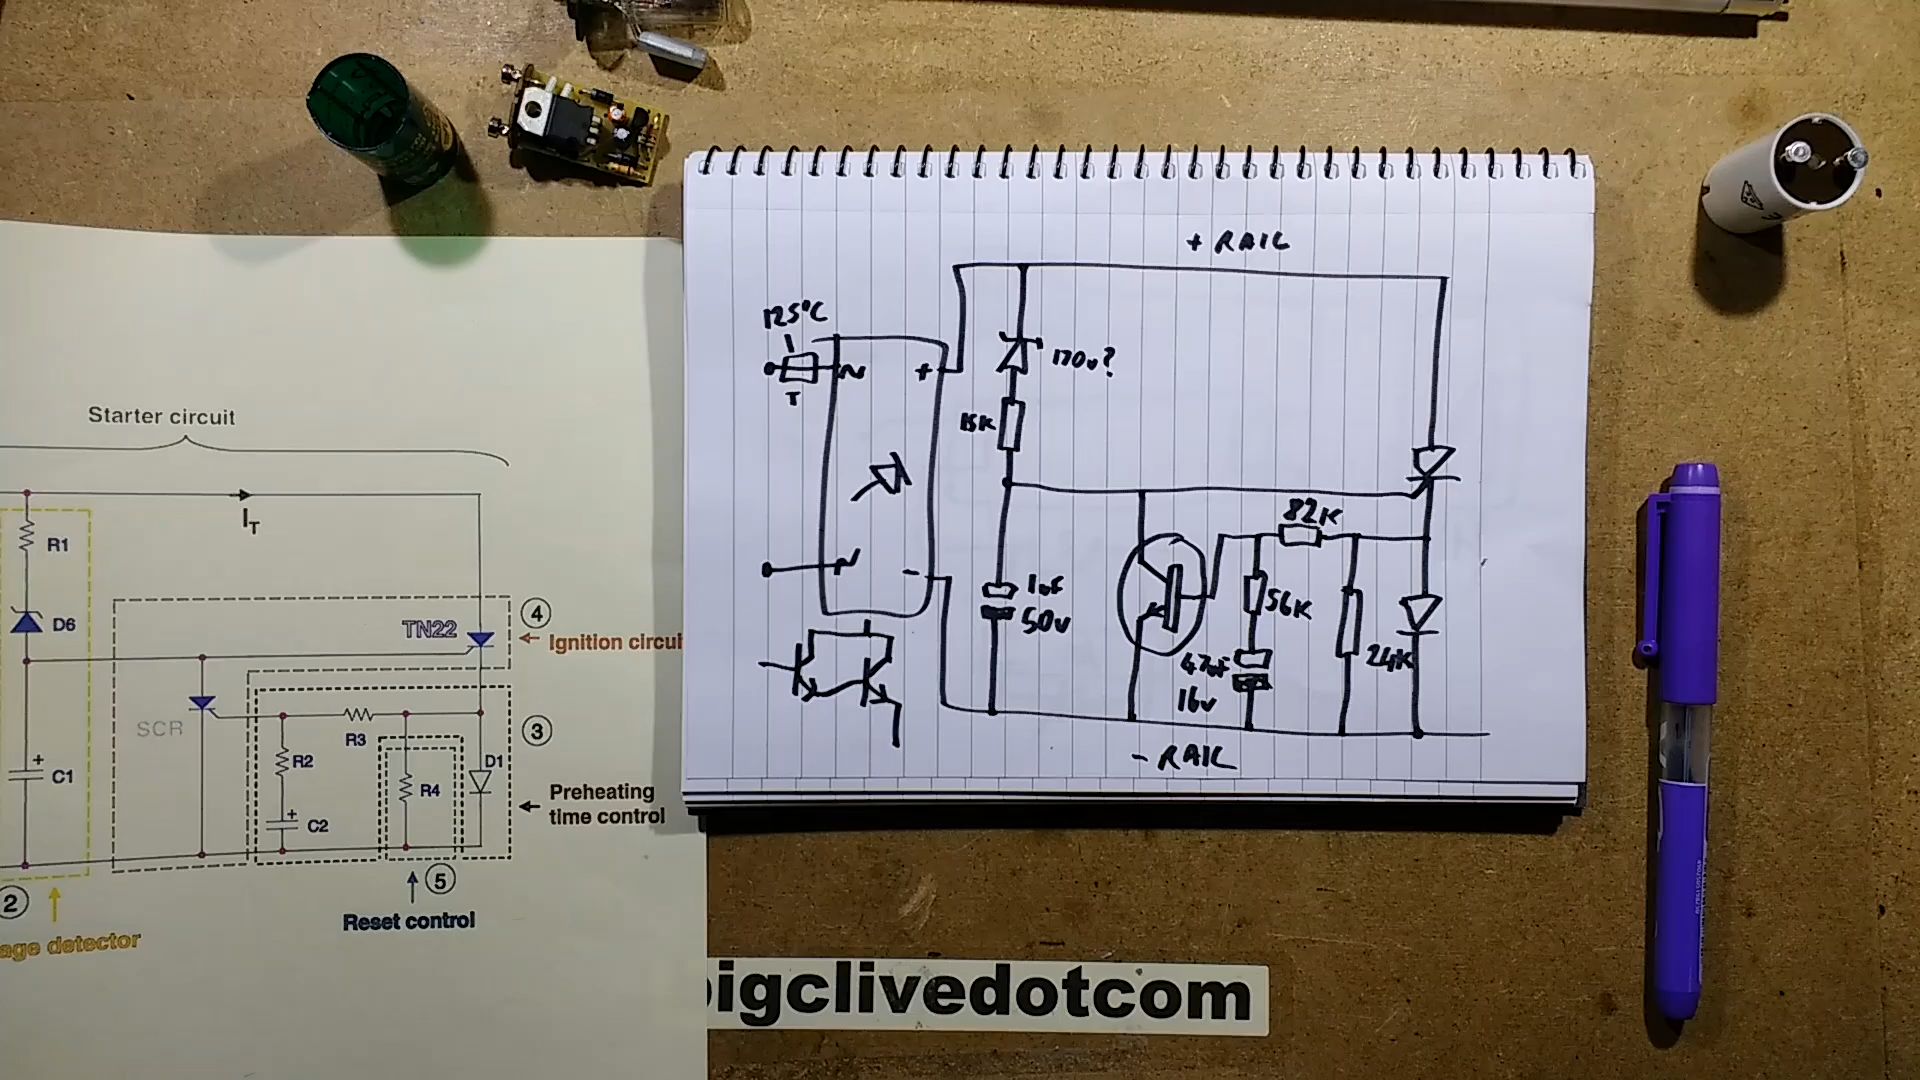 Starter circuit
IT
R1
D6
TN22
4
Ignition circui
SCR
R3
R2
3
D1
C1
R4
Preheating
time control
C2
2
5
age detector
Reset control
+ RAIL
125°C
T
~
+
170v?
15K
82K
~
-
1uF
50v
56K
47uF
16v
24K
- RAIL
bigclivedotcom